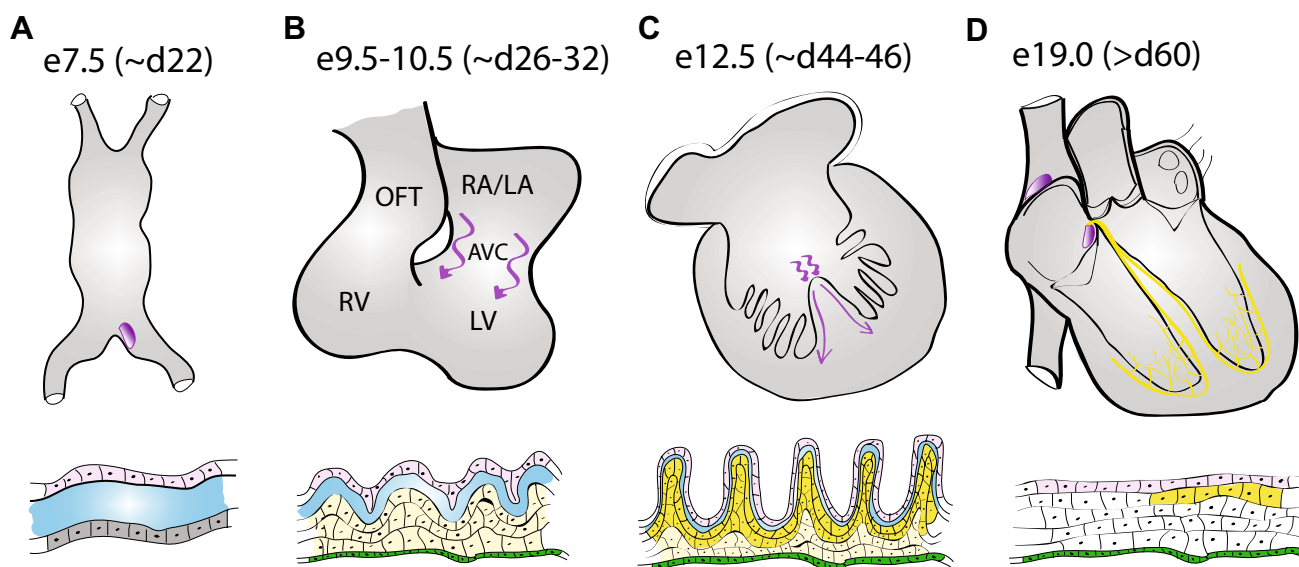 A
e7.5 (~d22)
B
e9.5-10.5 (~d26-32)
OFT
RA/LA
AVC
RV
LV
C
e12.5 (~d44-46)
D
e19.0 (>d60)